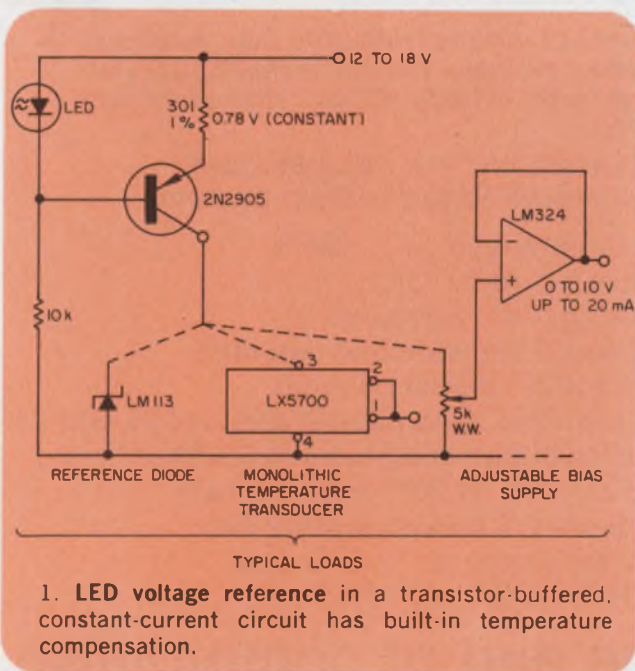 12 TO 18 V
LED
301
1%
0.78 V (CONSTANT)
2N2905
LM324
-
+
0 TO 10 V
UP TO 20 mA
10k
LM113
3
2
LX5700
1
4
5k
W.W.
REFERENCE DIODE
MONOLITHIC
TEMPERATURE
TRANSDUCER
ADJUSTABLE BIAS
SUPPLY
TYPICAL LOADS
1. LED voltage reference in a transistor-buffered,
constant-current circuit has built-in temperature
compensation.